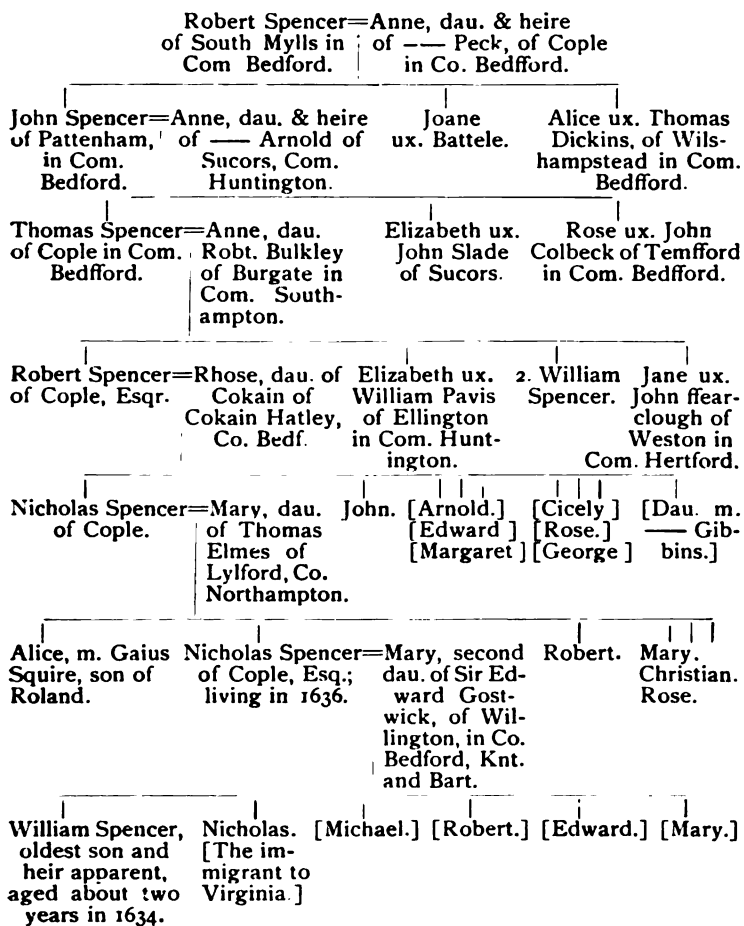 Robert Spencer=Anne, dau. & heire
of South Mylls in of —— Peck, of Cople
Com Bedford. in Co. Bedfford.
John Spencer=Anne, dau. & heire Joane Alice ux. Thomas
of Pattenham, of —— Arnold of ux. Battele. Dickins, of Wils-
in Com. Sucors, Com. hampstead in Com.
Bedford. Huntington. Bedfford.
Thomas Spencer=Anne, dau. Elizabeth ux. Rose ux. John
of Cople in Com. Robt. Bulkley John Slade Colbeck of Temfford
Bedfford. of Burgate in of Sucors. in Com. Bedfford.
Com. South-
ampton.
Robert Spencer=Rhose, dau. of Elizabeth ux. 2. William Jane ux.
of Cople, Esqr. Cokain of William Pavis Spencer. John ffear-
Cokain Hatley, of Ellington clough of
Co. Bedf. in Com. Hunt- Weston in
ington. Com. Hertford.
Nicholas Spencer=Mary, dau. John. [Arnold.] [Cicely ] [Dau. m.
of Cople. of Thomas [Edward ] [Rose.] —— Gib-
Elmes of [Margaret ] [George ] bins.]
Lylford, Co.
Northampton.
Alice, m. Gaius Nicholas Spencer=Mary, second Robert. Mary.
Squire, son of of Cople, Esq.; dau. of Sir Ed- Christian.
Roland. living in 1636. ward Gost- Rose.
wick, of Wil-
lington, in Co.
Bedford, Knt.
and Bart.
William Spencer, Nicholas. [Michael.] [Robert.] [Edward.] [Mary.]
oldest son and [The im-
heir apparent, migrant to
aged about two Virginia.]
years in 1634.